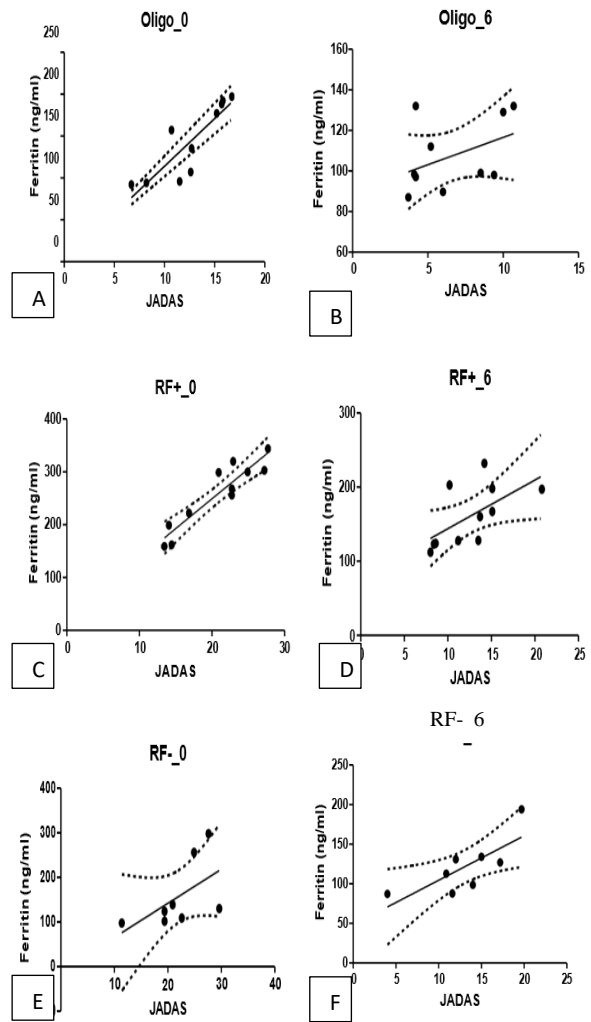 Oligo_0
250
200
150
100
50
0
Ferritin (ng/ml)
0 5 10 15 20
JADAS
A
Oligo_6
160
140
120
100
80
60
Ferritin (ng/ml)
0 5 10 15
JADAS
B
RF+_0
400
300
200
100
0
Ferritin (ng/ml)
0 10 20 30
JADAS
C
RF+_6
300
200
100
0
Ferritin (ng/ml)
0 5 10 15 20 25
JADAS
D
RF-_0
400
300
200
100
0
Ferritin (ng/ml)
10 20 30 40
JADAS
E
RF- 6
_
250
200
150
100
50
0
Ferritin (ng/ml)
0 5 10 15 20 25
JADAS
F